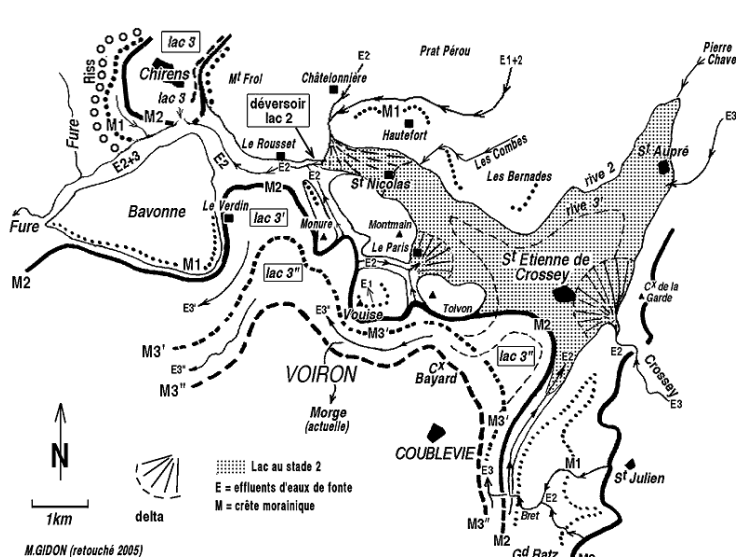 lac 3
Chirens
lac 3
Riss
M1
M2
Fure
E2+3
Fure
Bavonne
M1
M2
Mt Frol
Châtelonnière
E2
Prat Pérou
E1+2
Pierre
Chave
E3
déversoir
lac 2
M1
Hautefort
Le Rousset
E2
E2
E2
St Nicolas
Les Combes
Les Bernades
rive 2
rive 3'
St Aupré
M2
Le Verdin
lac 3'
Monure
Montmain
Le Paris
E2
St Etienne de
Crossey
Cx de la
Garde
lac 3"
E3'
E3"
E1
Vouise
Tolvon
M3'
M2
E2
E2
Crossey
E3
M3'
E3"
M3"
VOIRON
Morge
(actuelle)
Cx
Bayard
lac 3"
M3'
COUBLEVIE
E3
M3"
M2
Bret
E2
M1
St Julien
Gd Ratz
M2
N
1km
delta
Lac au stade 2
E = effluents d'eaux de fonte
M = crête morainique
M.GIDON (retouché 2005)